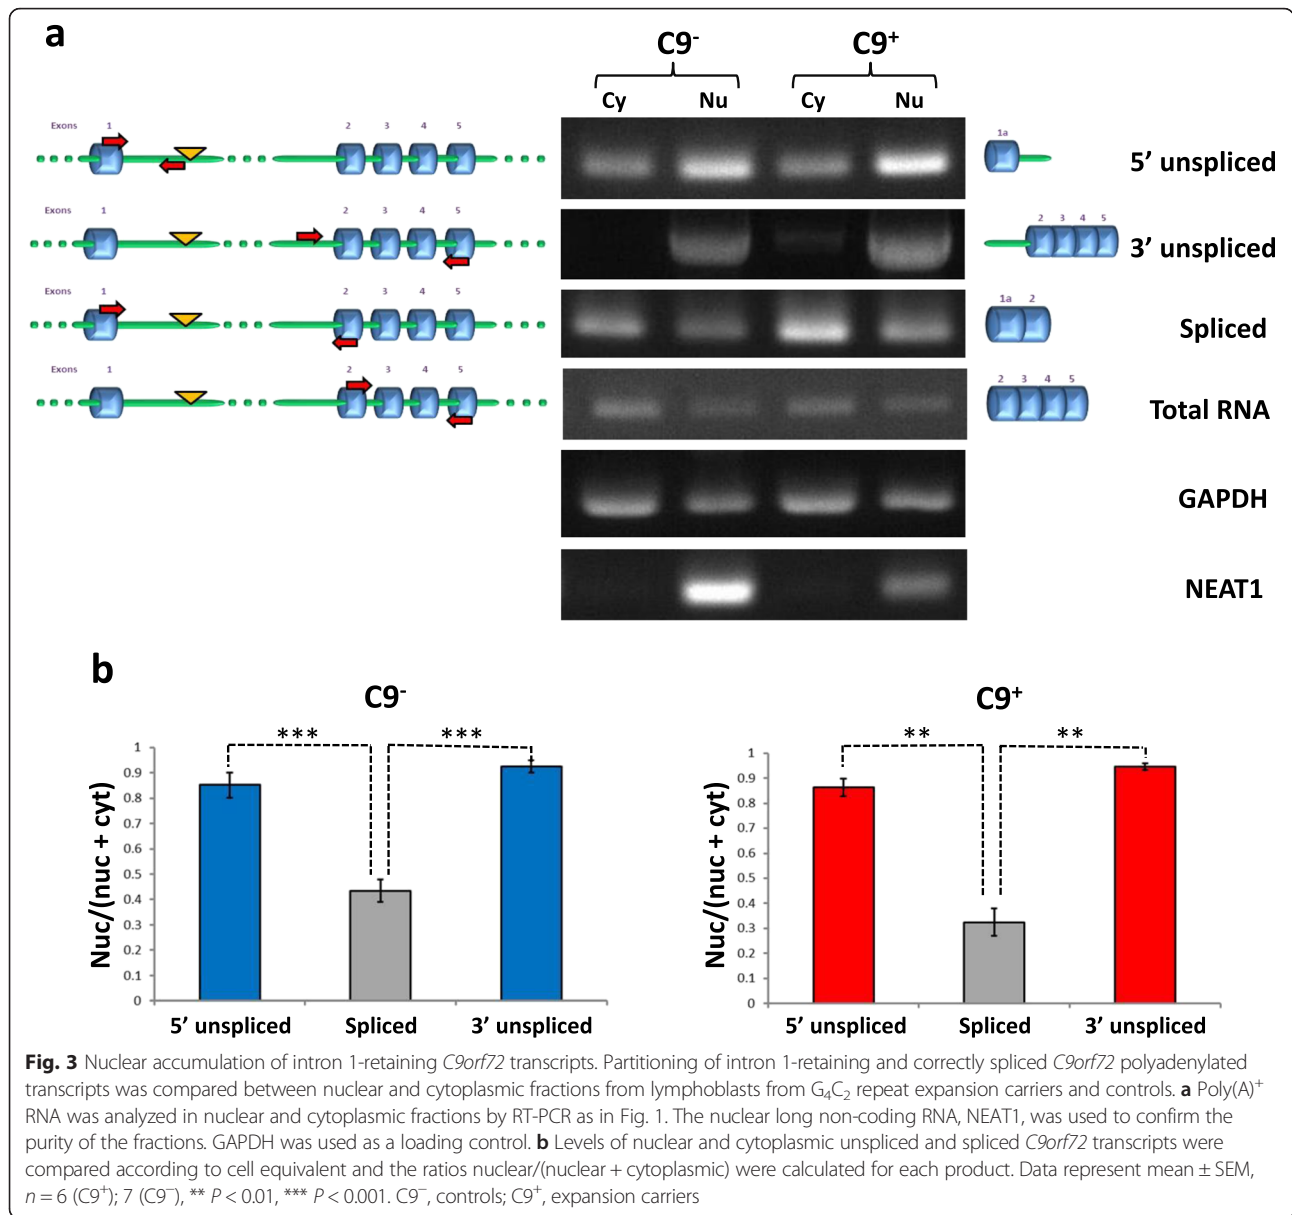 a
C9-
C9+
Cy Nu Cy Nu
Exons 1 2 3 4 5
1a
5’ unspliced
Exons 1 2 3 4 5
2 3 4 5
3’ unspliced
Exons 1 2 3 4 5
1a 2
Spliced
Exons 1 2 3 4 5
2 3 4 5
Total RNA
GAPDH
NEAT1
b
C9-
*** ***
Nuc/(nuc + cyt)
1
0.9
0.8
0.7
0.6
0.5
0.4
0.3
0.2
0.1
0
5’ unspliced Spliced 3’ unspliced
C9+
** **
Nuc/(nuc + cyt)
1
0.9
0.8
0.7
0.6
0.5
0.4
0.3
0.2
0.1
0
5’ unspliced Spliced 3’ unspliced
Fig. 3 Nuclear accumulation of intron 1-retaining C9orf72 transcripts. Partitioning of intron 1-retaining and correctly spliced C9orf72 polyadenylated
transcripts was compared between nuclear and cytoplasmic fractions from lymphoblasts from G4C2 repeat expansion carriers and controls. a Poly(A)+
RNA was analyzed in nuclear and cytoplasmic fractions by RT-PCR as in Fig. 1. The nuclear long non-coding RNA, NEAT1, was used to confirm the
purity of the fractions. GAPDH was used as a loading control. b Levels of nuclear and cytoplasmic unspliced and spliced C9orf72 transcripts were
compared according to cell equivalent and the ratios nuclear/(nuclear + cytoplasmic) were calculated for each product. Data represent mean ± SEM,
n = 6 (C9+); 7 (C9−), ** P < 0.01, *** P < 0.001. C9−, controls; C9+, expansion carriers